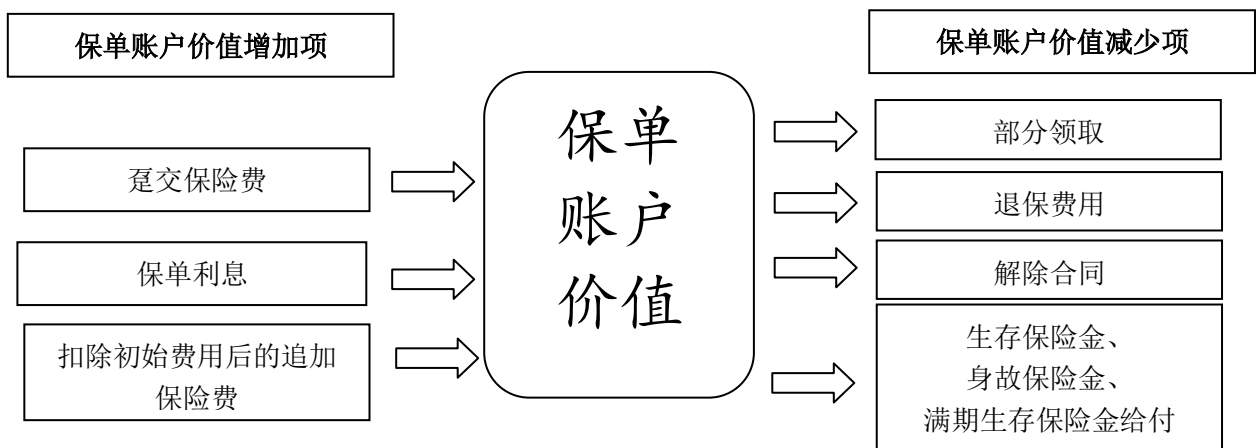 保单账户价值增加项
趸交保险费
保单利息
扣除初始费用后的追加
保险费
保单
账户
价值
保单账户价值减少项
部分领取
退保费用
解除合同
生存保险金、
身故保险金、
满期生存保险金给付